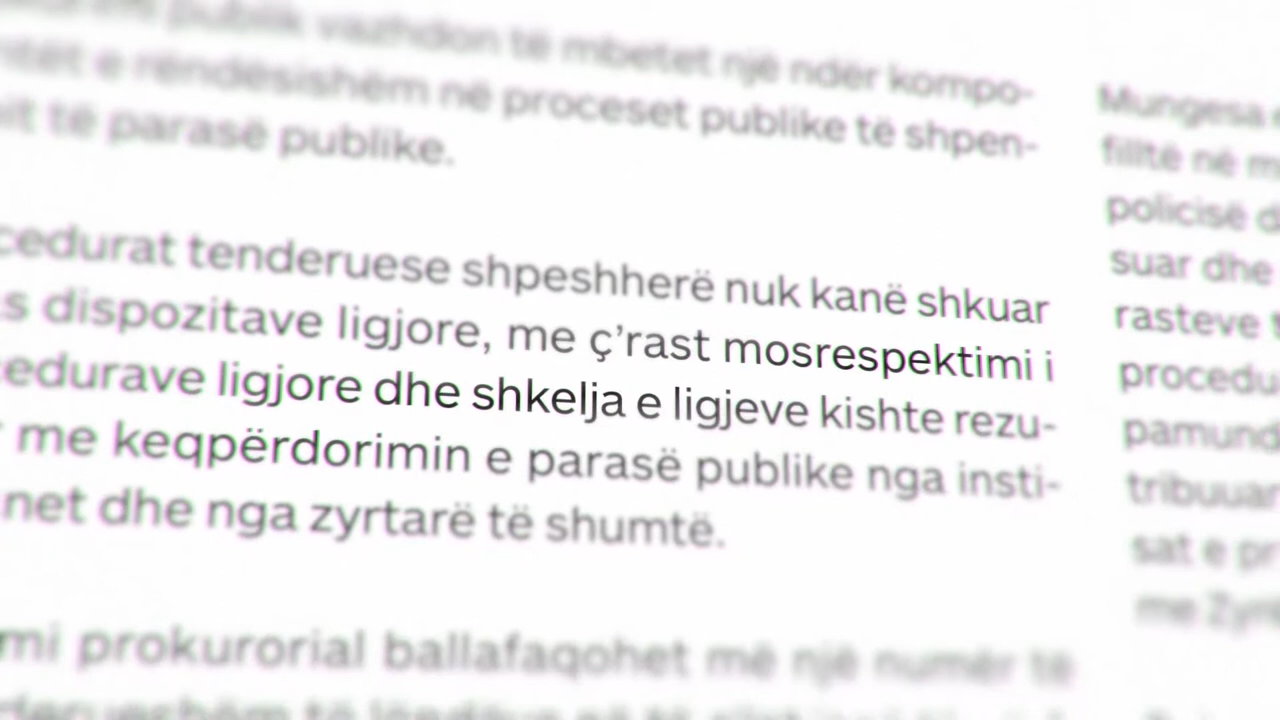 publik vazhdon të mbetet një ndër kompo-
e rëndësishëm në proceset publike të shpen-
të parasë publike.
cedurat tenderuese shpeshherë nuk kanë shkuar
s dispozitave ligjore, me ç’rast mosrespektimi i
cedurave ligjore dhe shkelja e ligjeve kishte rezu-
me keqpërdorimin e parasë publike nga insti-
net dhe nga zyrtarë të shumtë.
mi prokurorial ballafaqohet më një numër të
Mungesa
filltë në
policisë
suar dhe
rasteve
procedu
pamund
tribuuar
sat e pr
me Zyr